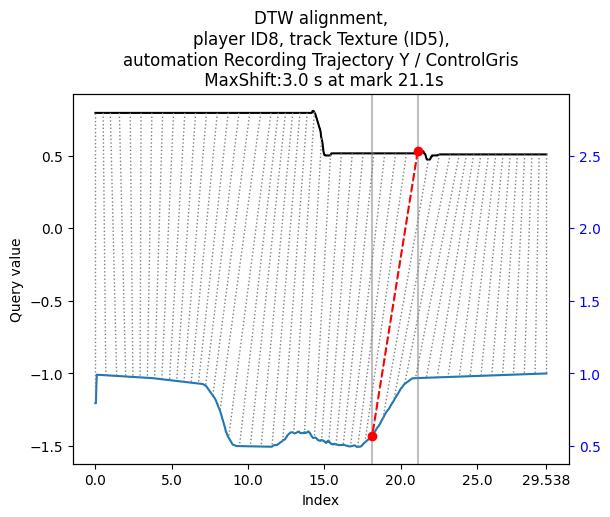 DTW alignment,
player ID8, track Texture (ID5),
automation Recording Trajectory Y / ControlGris
MaxShift:3.0 s at mark 21.1s
Query value
0.5
0.0
−0.5
−1.0
−1.5
2.5
2.0
1.5
1.0
0.5
0.0
5.0
10.0
15.0
20.0
25.0
29.538
Index